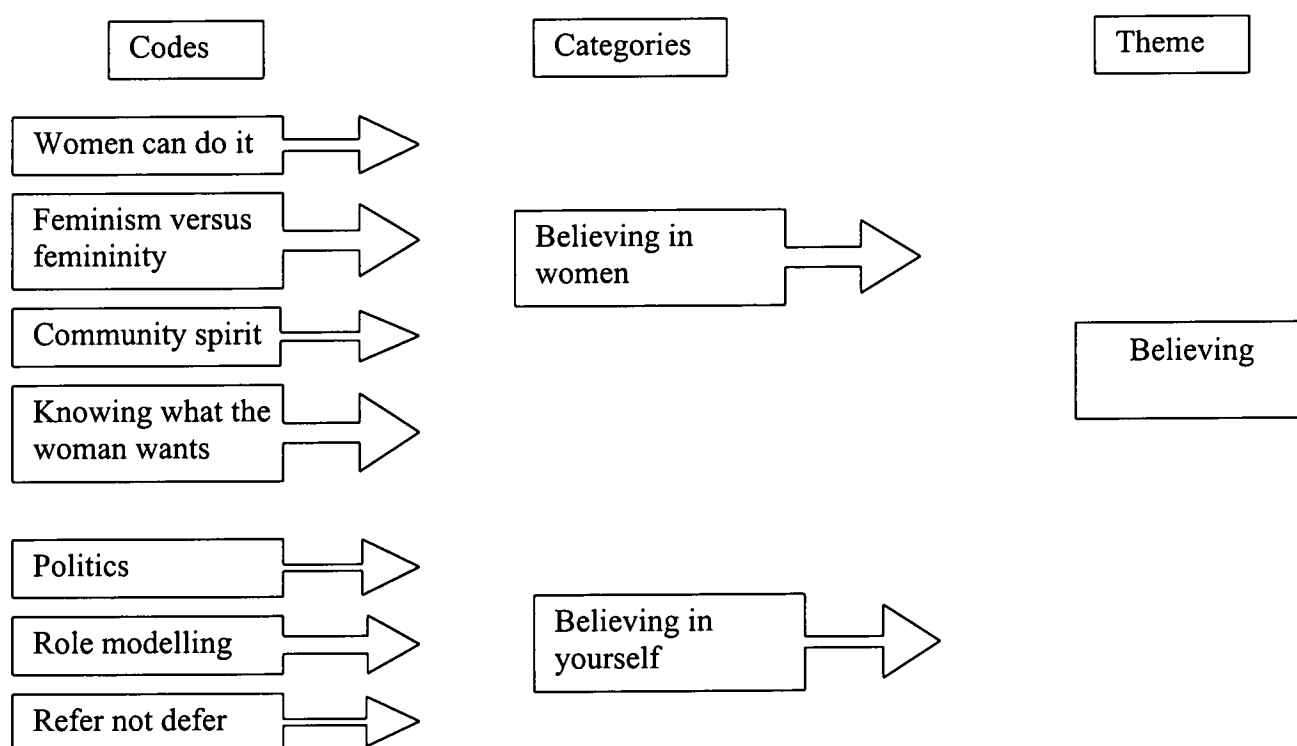 Codes
Categories
Theme
Women can do it
Feminism versus
femininity
Community spirit
Knowing what the
woman wants
Believing in
women
Believing
Politics
Role modelling
Refer not defer
Believing in
yourself